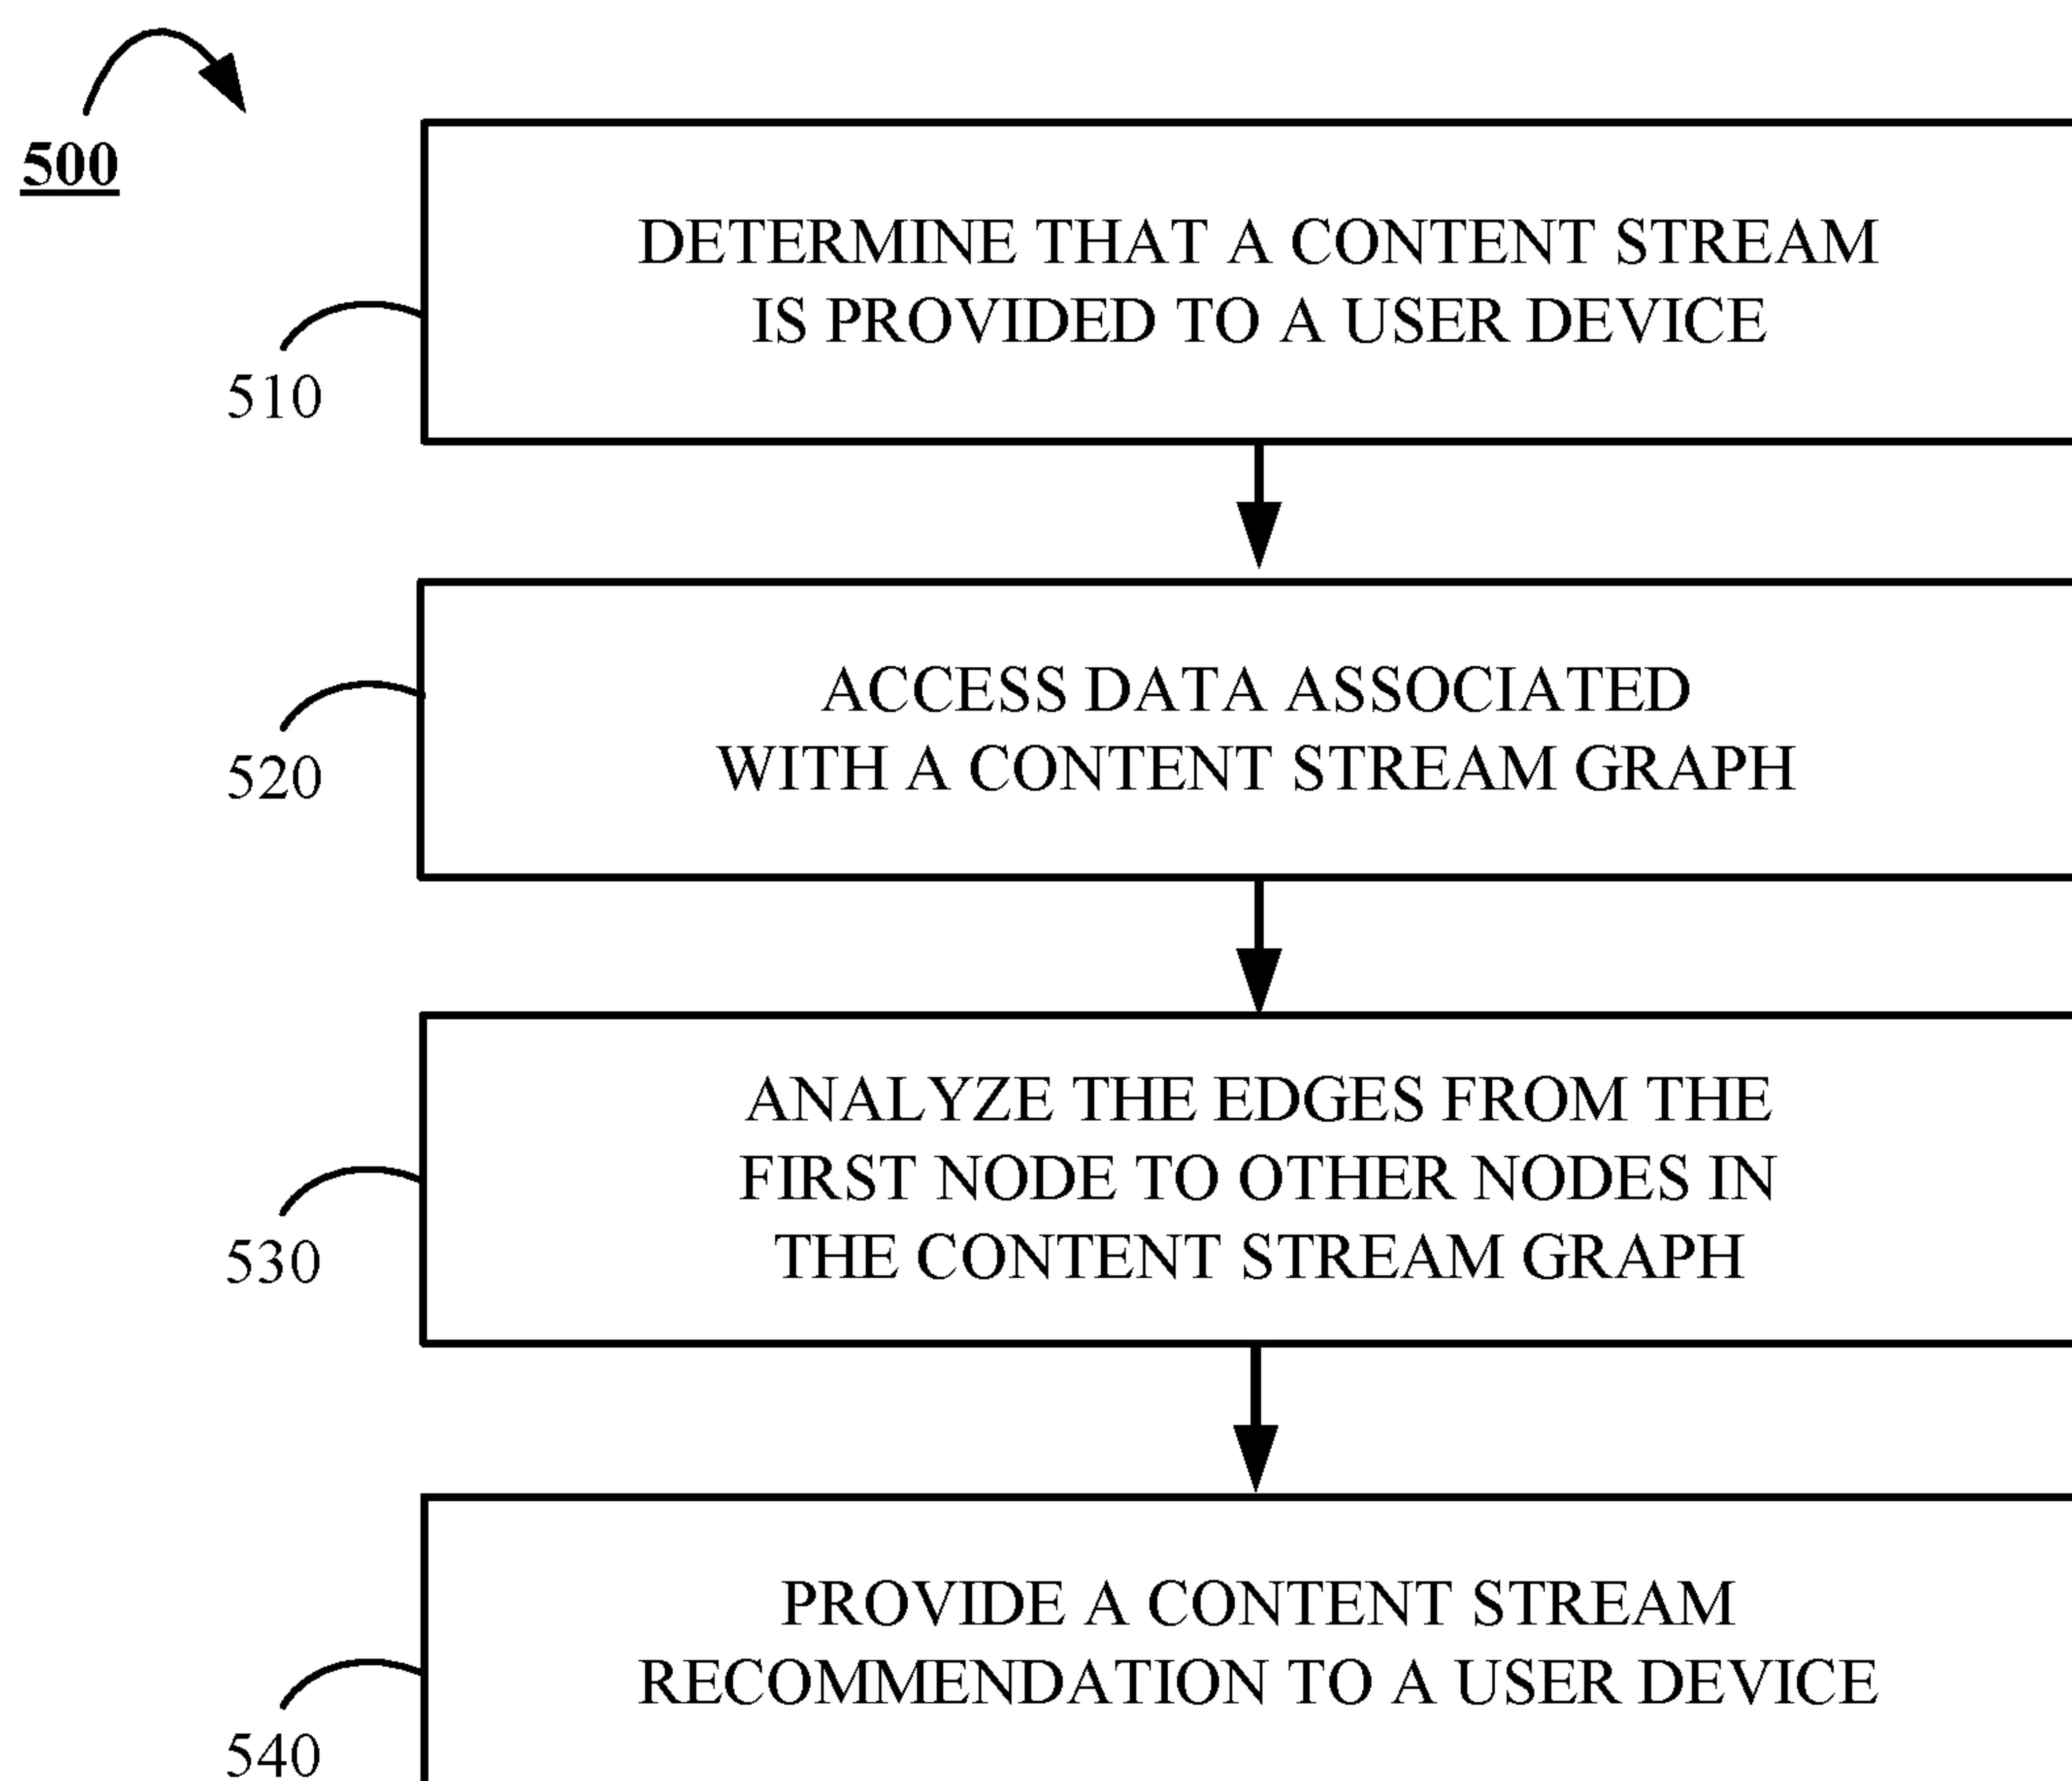 500
DETERMINE THAT A CONTENT STREAM
IS PROVIDED TO A USER DEVICE
510
ACCESS DATA ASSOCIATED
WITH A CONTENT STREAM GRAPH
520
ANALYZE THE EDGES FROM THE
FIRST NODE TO OTHER NODES IN
THE CONTENT STREAM GRAPH
530
PROVIDE A CONTENT STREAM
RECOMMENDATION TO A USER DEVICE
540